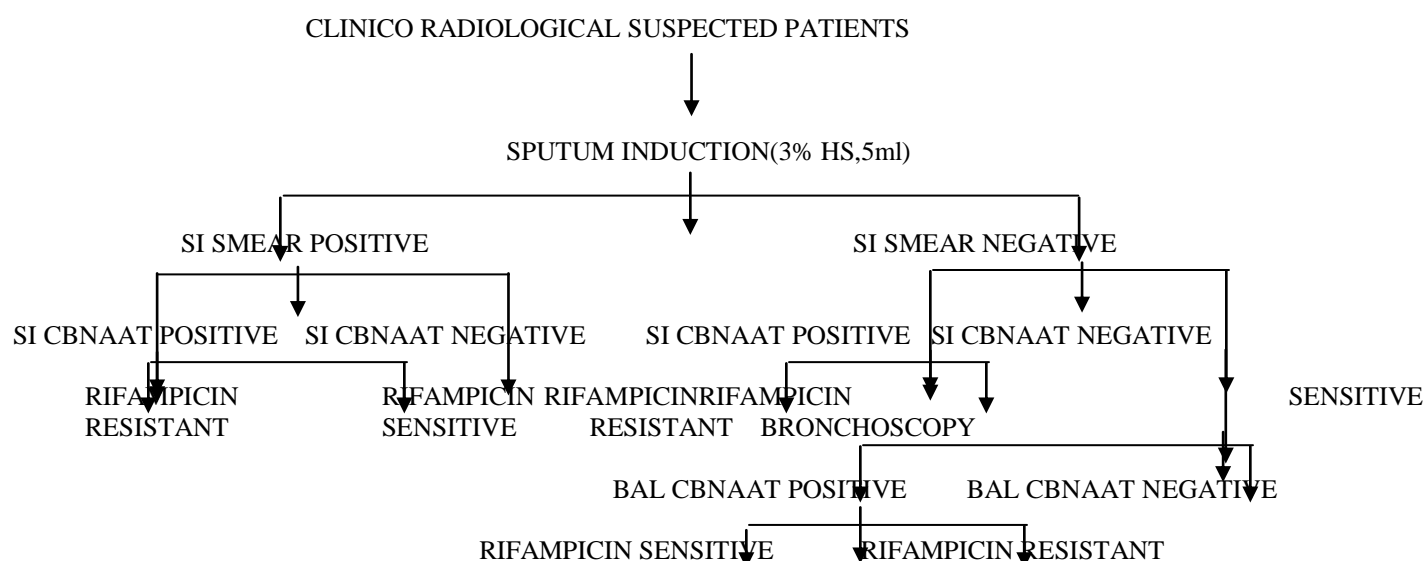 CLINICO RADIOLOGICAL SUSPECTED PATIENTS
SPUTUM INDUCTION(3% HS,5ml)
SI SMEAR POSITIVE SI SMEAR NEGATIVE
SI CBNAAT POSITIVE SI CBNAAT NEGATIVE SI CBNAAT POSITIVE SI CBNAAT NEGATIVE
RIFAMPICIN RIFAMPICIN RIFAMPICINRIFAMPICIN SENSITIVE
RESISTANT SENSITIVE RESISTANT BRONCHOSCOPY
BAL CBNAAT POSITIVE BAL CBNAAT NEGATIVE
RIFAMPICIN SENSITIVE RIFAMPICIN RESISTANT